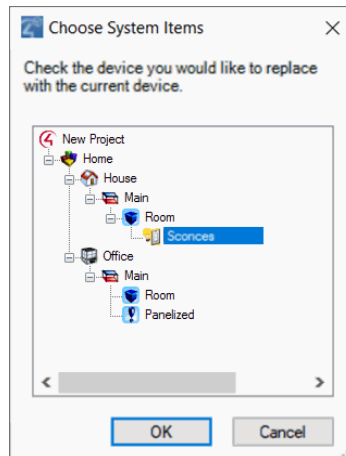 Choose System Items
Check the device you would like to replace
with the current device.
New Project
Home
House
Main
Room
Sconces
Office
Main
Room
Panelized
OK
Cancel